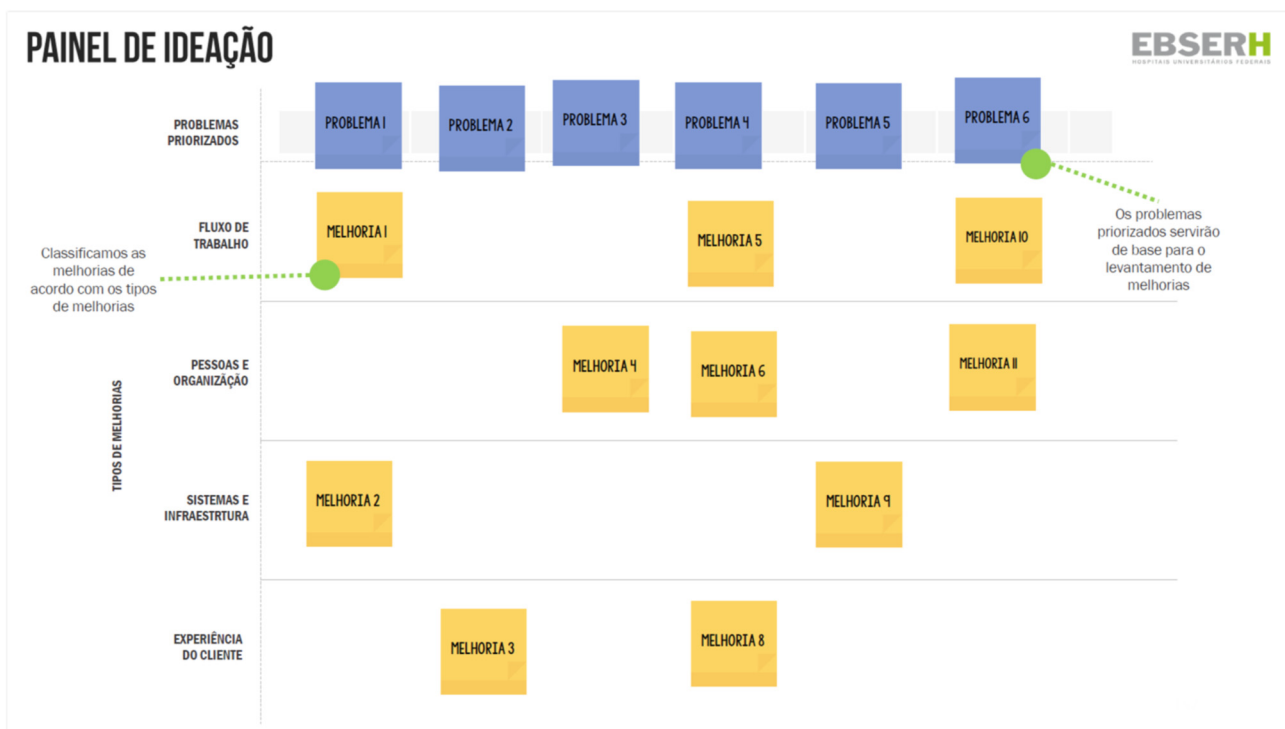 PAINEL DE IDEAÇÃO
EBSERH
HOSPITAIS UNIVERSITÁRIOS FEDERAIS
PROBLEMAS
PRIORIZADOS
PROBLEMA 1
PROBLEMA 2
PROBLEMA 3
PROBLEMA 4
PROBLEMA 5
PROBLEMA 6
Os problemas
priorizados servirão
de base para o
levantamento de
melhorias
FLUXO DE
TRABALHO
MELHORIA 1
MELHORIA 5
MELHORIA 10
Classificamos as
melhorias de
acordo com os tipos
de melhorias
TIPOS DE MELHORIAS
PESSOAS E
ORGANIZÃÇÃO
MELHORIA 4
MELHORIA 6
MELHORIA 11
SISTEMAS E
INFRAESTRTURA
MELHORIA 2
MELHORIA 9
EXPERIÊNCIA
DO CLIENTE
MELHORIA 3
MELHORIA 8